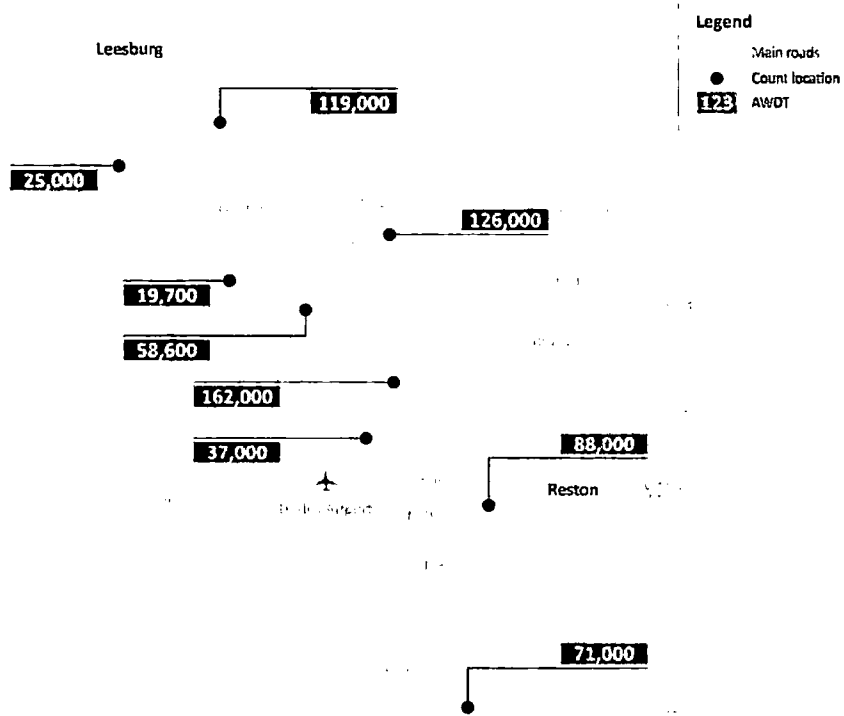 Legend
Leesburg
Main roads
Count location
123 AWDT
119,000
25,000
126,000
19,700
58,600
162,000
37,000
88,000
Reston
Airport
71,000